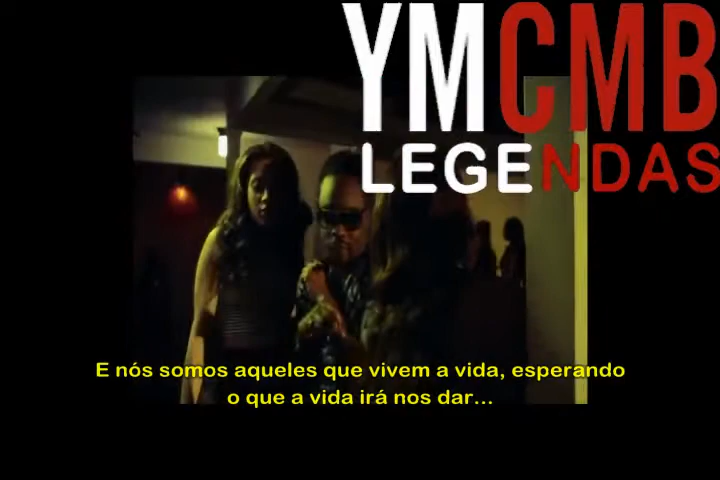 YMCMB
LEGENDAS
E nós somos aqueles que vivem a vida, esperando
o que a vida irá nos dar...